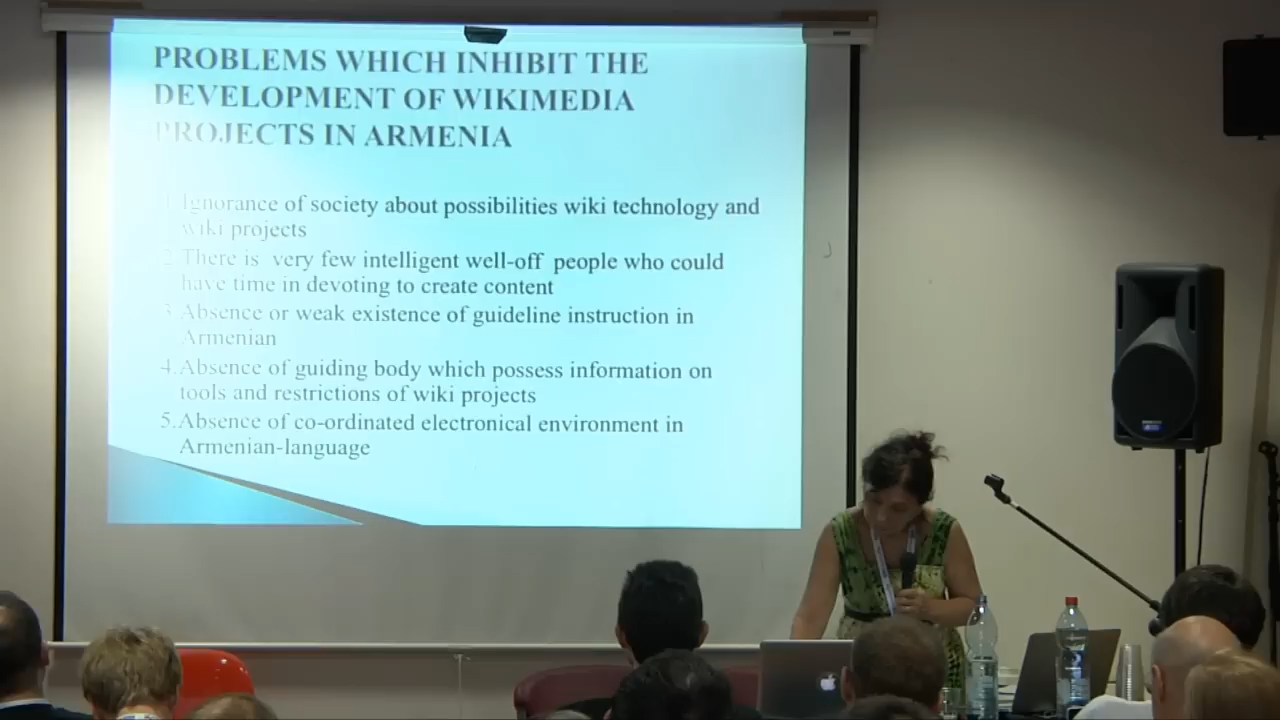 PROBLEMS WHICH INHIBIT THE
DEVELOPMENT OF WIKIMEDIA
PROJECTS IN ARMENIA
1. Ignorance of society about possibilities wiki technology and
wiki projects
2. There is very few intelligent well-off people who could
have time in devoting to create content
3. Absence or weak existence of guideline instruction in
Armenian
4. Absence of guiding body which possess information on
tools and restrictions of wiki projects
5. Absence of co-ordinated electronical environment in
Armenian-language